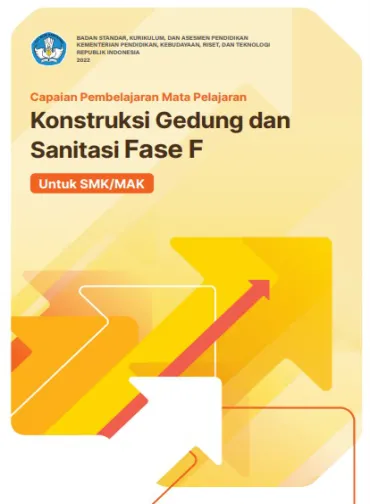 BADAN STANDAR, KURIKULUM, DAN ASESMEN PENDIDIKAN
KEMENTERIAN PENDIDIKAN, KEBUDAYAAN, RISET, DAN TEKNOLOGI
REPUBLIK INDONESIA
2022
Capaian Pembelajaran Mata Pelajaran
Konstruksi Gedung dan
Sanitasi Fase F
Untuk SMK/MAK